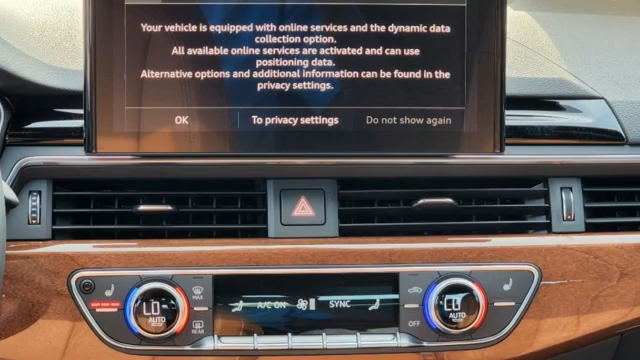 Your vehicle is equipped with online services and the dynamic data
collection option.
All available online services are activated and can use
positioning data.
Alternative options and additional information can be found in the
privacy settings.
OK To privacy settings Do not show again
MAX
LO
AUTO
A/C ON
SYNC
LO
AUTO
REAR
OFF